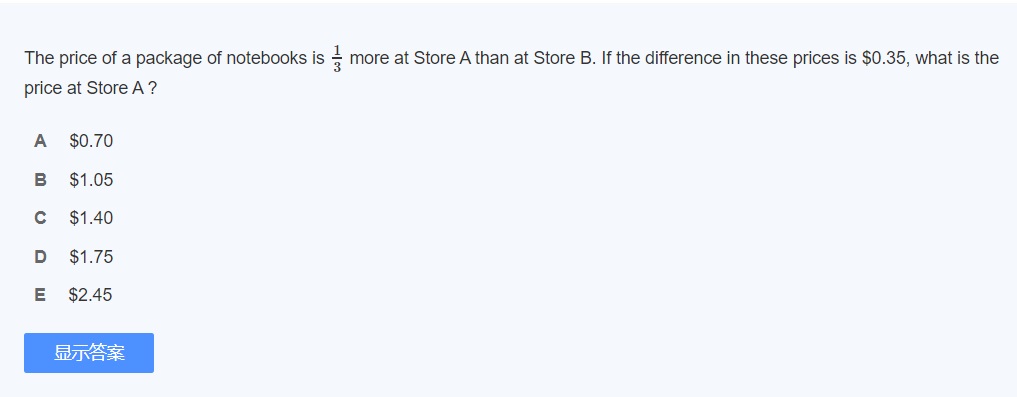 The price of a package of notebooks is 1/3 more at Store A than at Store B. If the difference in these prices is $0.35, what is the
price at Store A ?
A $0.70
B $1.05
C $1.40
D $1.75
E $2.45
显示答案